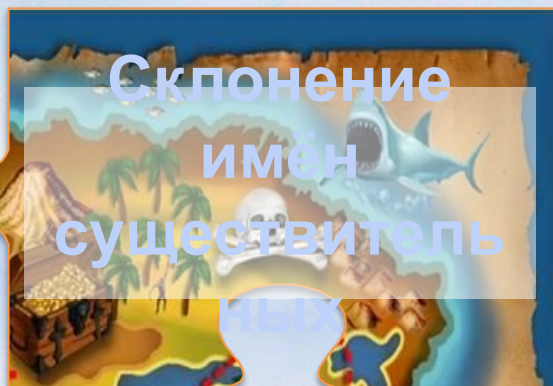 Склонение
имён
существитель
ных